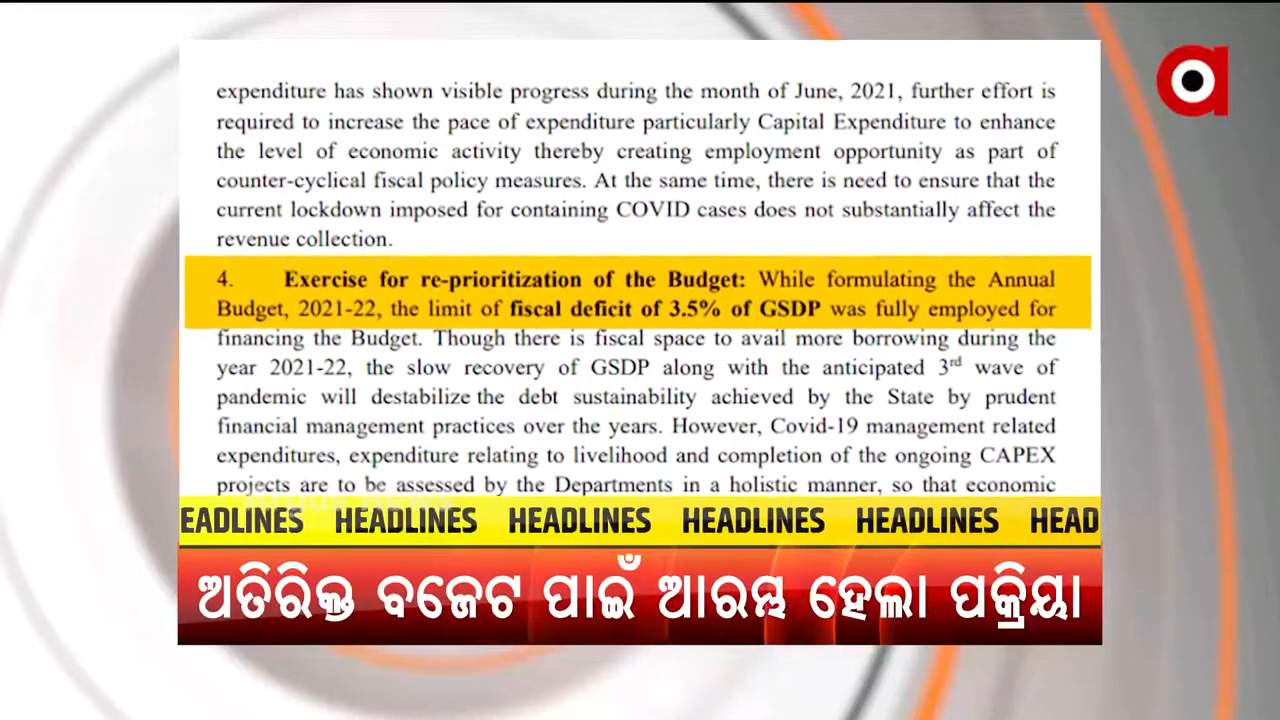 expenditure has shown visible progress during the month of June, 2021, further effort is
required to increase the pace of expenditure particularly Capital Expenditure to enhance
the level of economic activity thereby creating employment opportunity as part of
counter-cyclical fiscal policy measures. At the same time, there is need to ensure that the
current lockdown imposed for containing COVID cases does not substantially affect the
revenue collection.
4. Exercise for re-prioritization of the Budget: While formulating the Annual
Budget, 2021-22, the limit of fiscal deficit of 3.5% of GSDP was fully employed for
financing the Budget. Though there is fiscal space to avail more borrowing during the
year 2021-22, the slow recovery of GSDP along with the anticipated 3rd wave of
pandemic will destabilize the debt sustainability achieved by the State by prudent
financial management practices over the years. However, Covid-19 management related
expenditures, expenditure relating to livelihood and completion of the ongoing CAPEX
projects are to be assessed by the Departments in a holistic manner, so that economic
EADLINES HEADLINES HEADLINES HEADLINES HEADLINES HEAD
ଅତିରିକ୍ତ ବଜେଟ ପାଇଁ ଆରମ୍ଭ ହେଲା ପକ୍ରିୟା